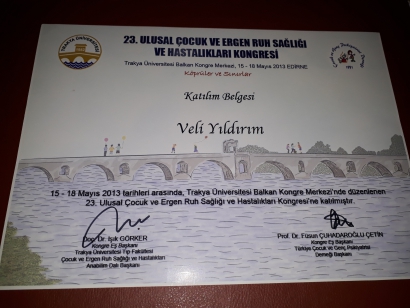 TRAKYA ÜNİVERSİTESİ
23. ULUSAL ÇOCUK VE ERGEN RUH SAĞLIĞI
VE HASTALIKLARI KONGRESİ
Trakya Üniversitesi Balkan Kongre Merkezi, 15 - 18 Mayıs 2013 EDİRNE
Köprüler ve Sınırlar
Katılım Belgesi
Veli Yıldırım
15 - 18 Mayıs 2013 tarihleri arasında, Trakya Üniversitesi Balkan Kongre Merkezi'nde düzenlenen
23. Ulusal Çocuk ve Ergen Ruh Sağlığı ve Hastalıkları Kongresi'ne katılmıştır.
Doç. Dr. Işık GÖRKER
Kongre Eş Başkanı
Trakya Üniversitesi Tıp Fakültesi
Çocuk ve Ergen Ruh Sağlığı ve Hastalıkları
Anabilim Dalı Başkanı
Prof. Dr. Füsun ÇUHADAROĞLU ÇETİN
Kongre Eş Başkanı
Türkiye Çocuk ve Genç Psikiyatrisi
Derneği Başkanı